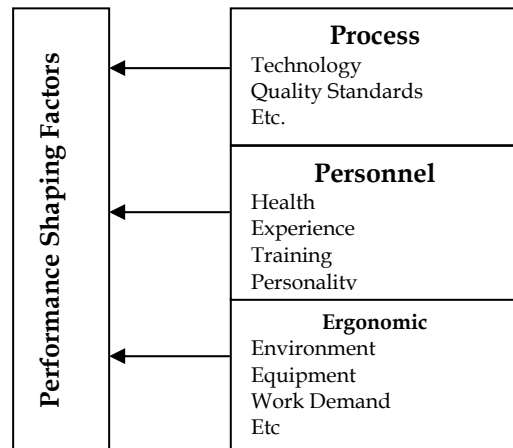 Performance Shaping Factors
Process
Technology
Quality Standards
Etc.
Personnel
Health
Experience
Training
Personality
Ergonomic
Environment
Equipment
Work Demand
Etc